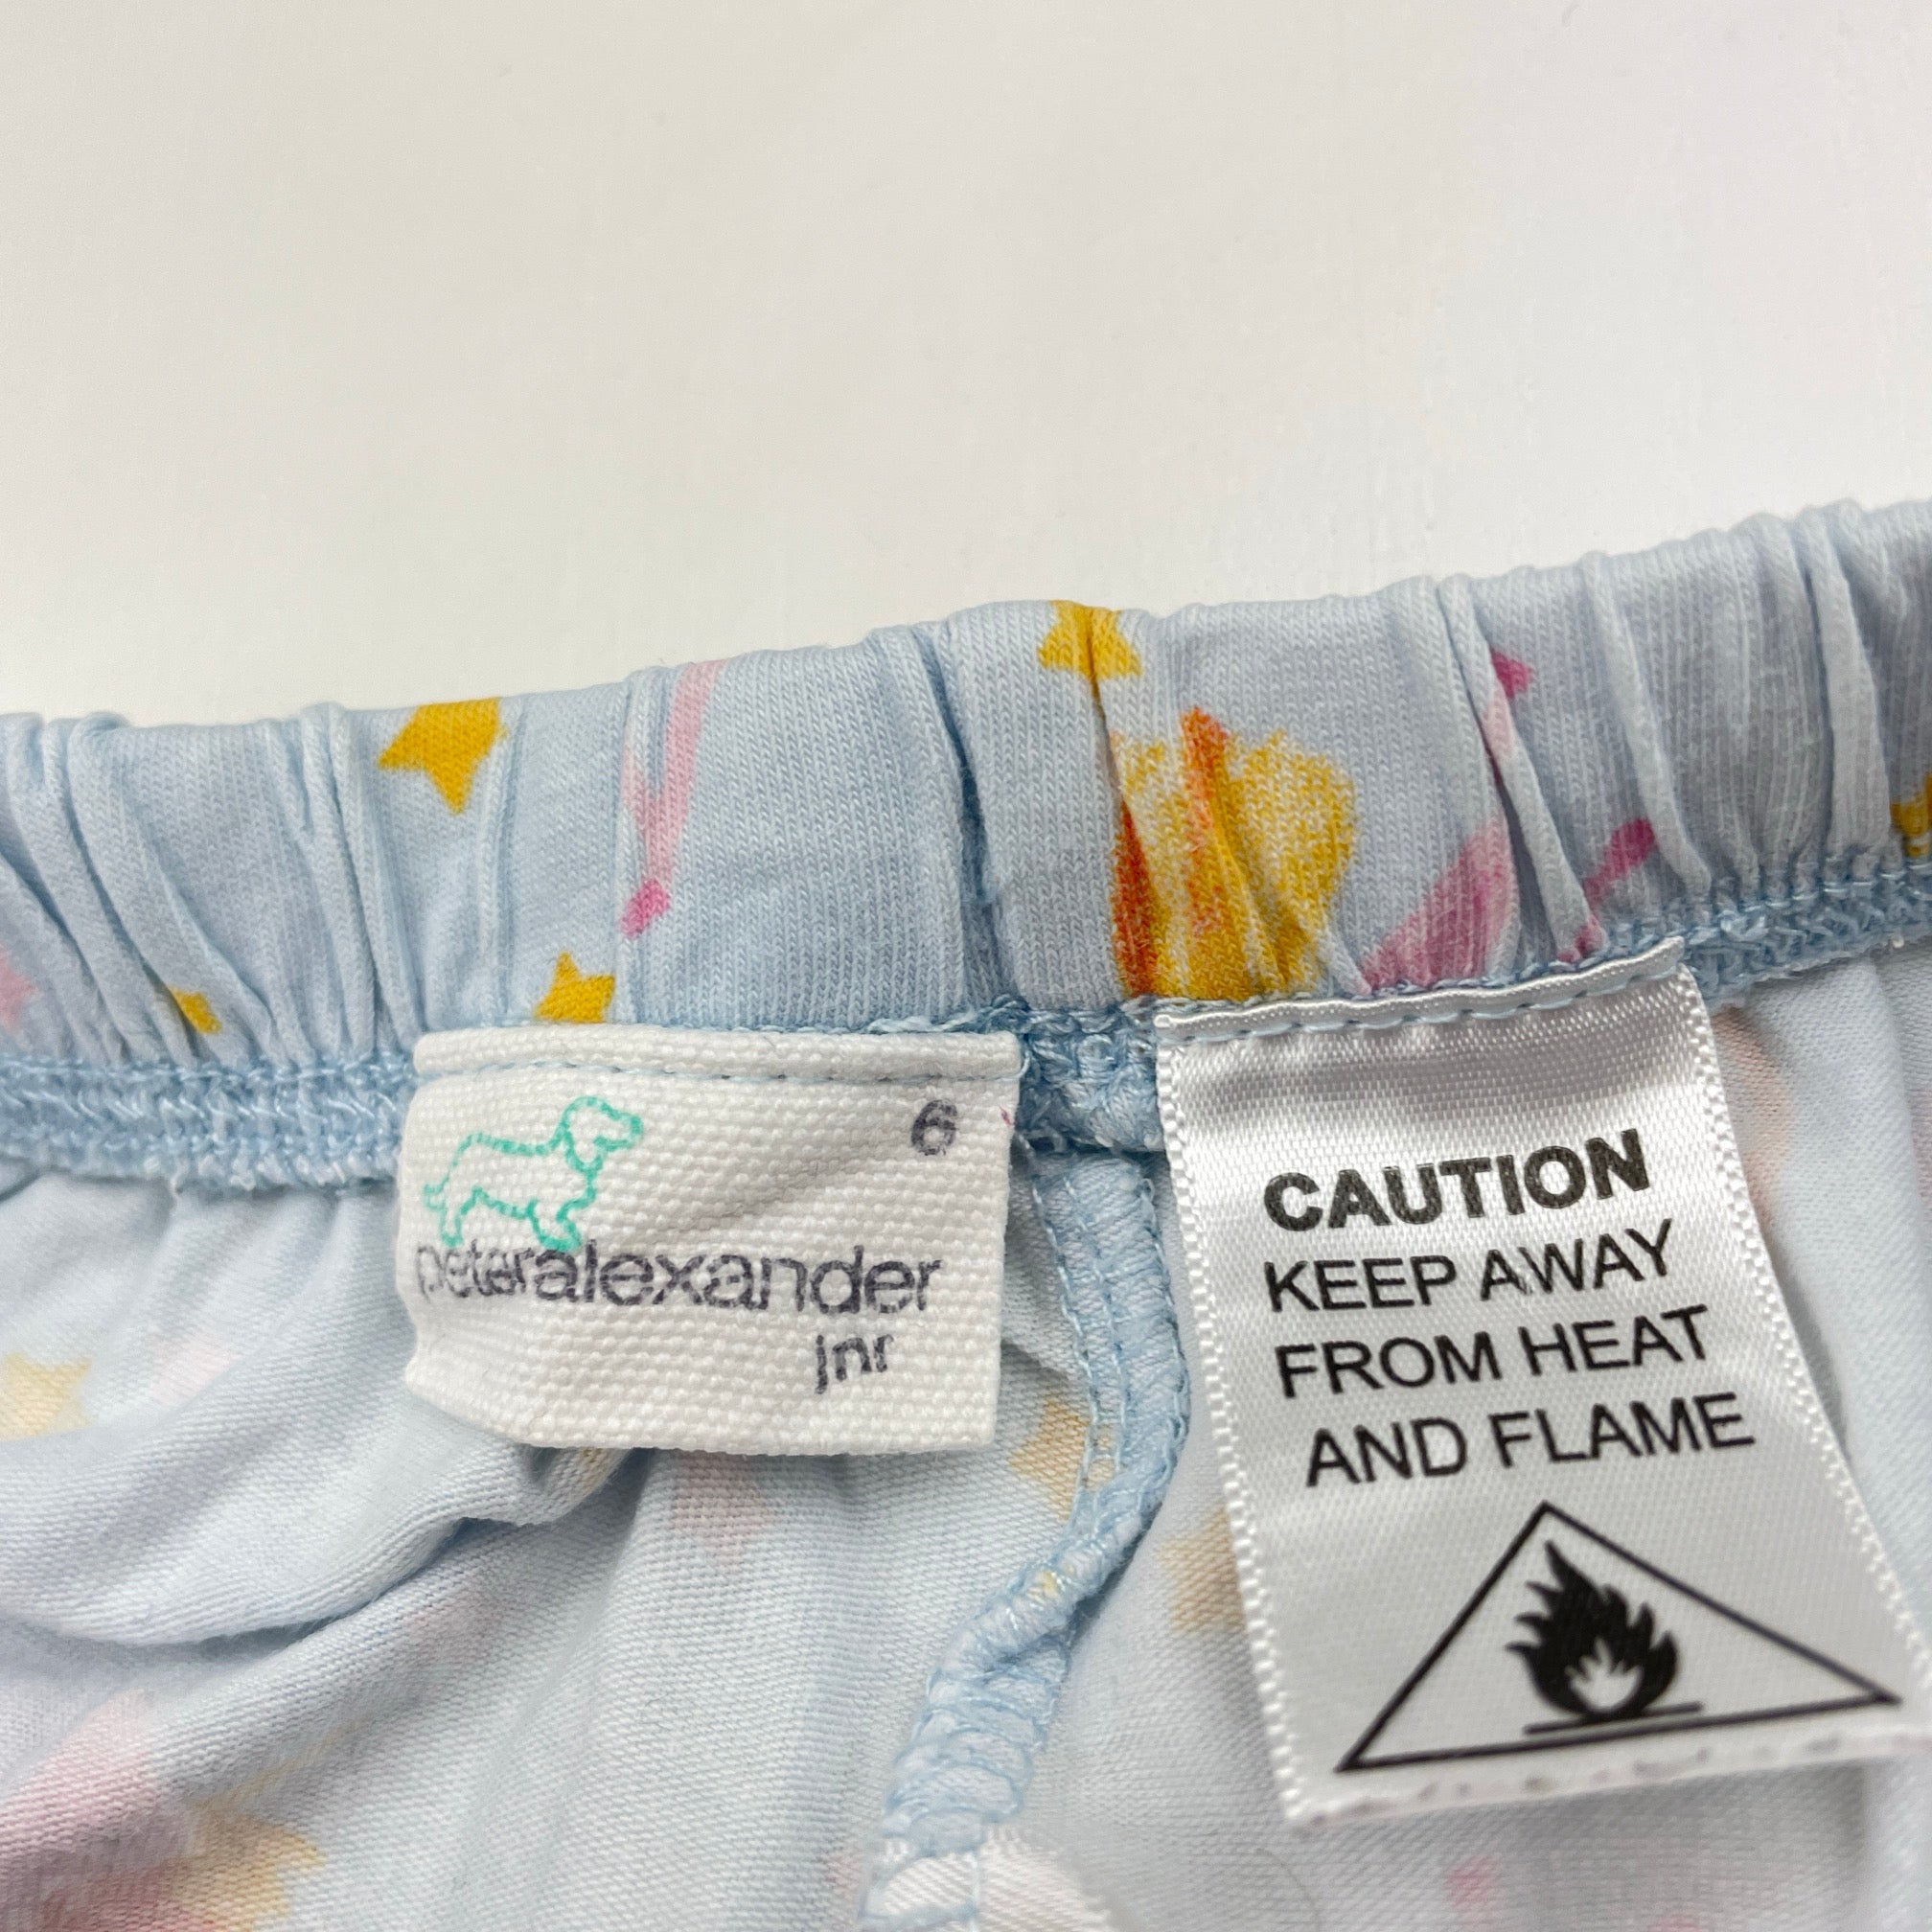 6
peteralexander
jnr
CAUTION
KEEP AWAY
FROM HEAT
AND FLAME